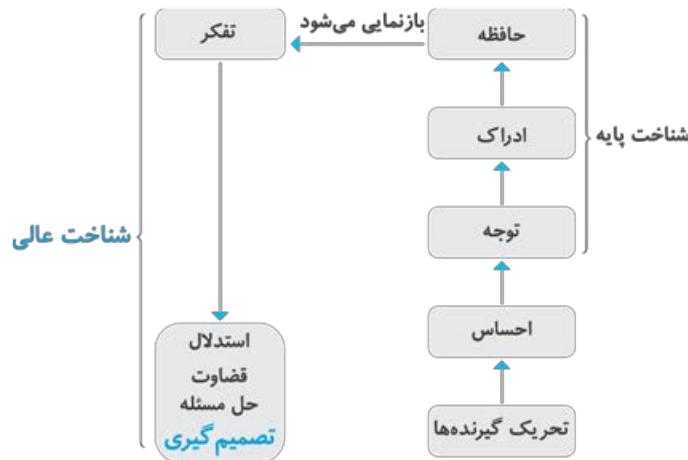 حافظه
بازنمایی می‌شود
تفکر
شناخت پایه
ادراک
توجه
شناخت عالی
احساس
تحریک گیرنده‌ها
استدلال
قضاوت
حل مسئله
تصمیم‌گیری